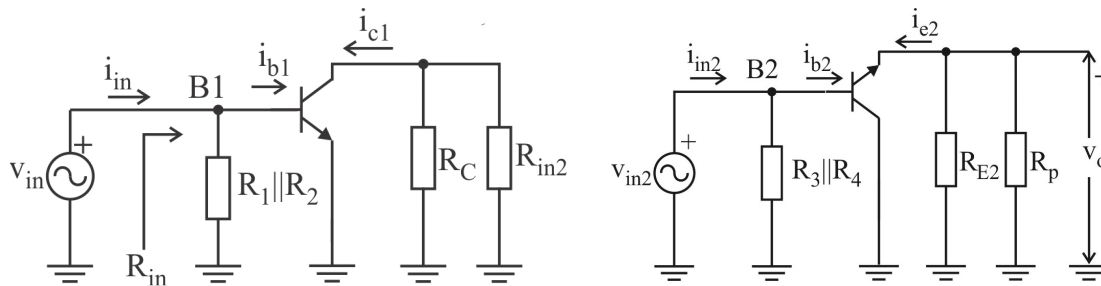 i_c1
i_in
B1
i_b1
+
v_in
R_1||R_2
R_C
R_in2
R_in
i_e2
i_in2
B2
i_b2
+
v_in2
R_3||R_4
R_E2
R_p